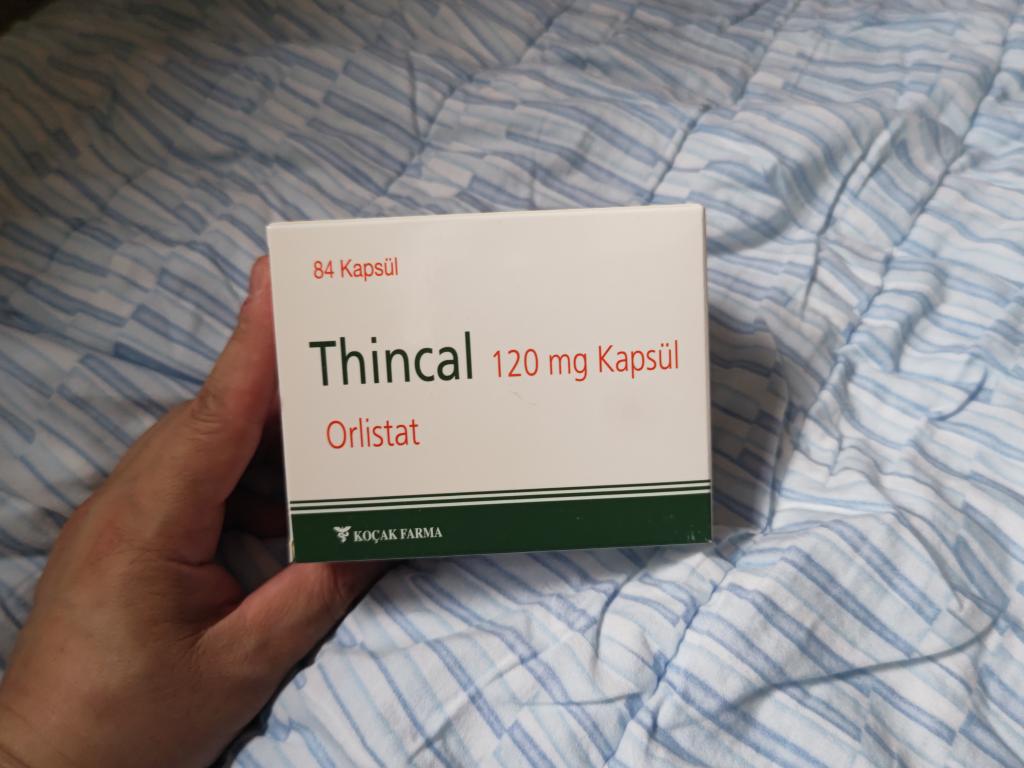 84 Kapsül
Thincal 120 mg Kapsül
Orlistat
KOÇAK FARMA